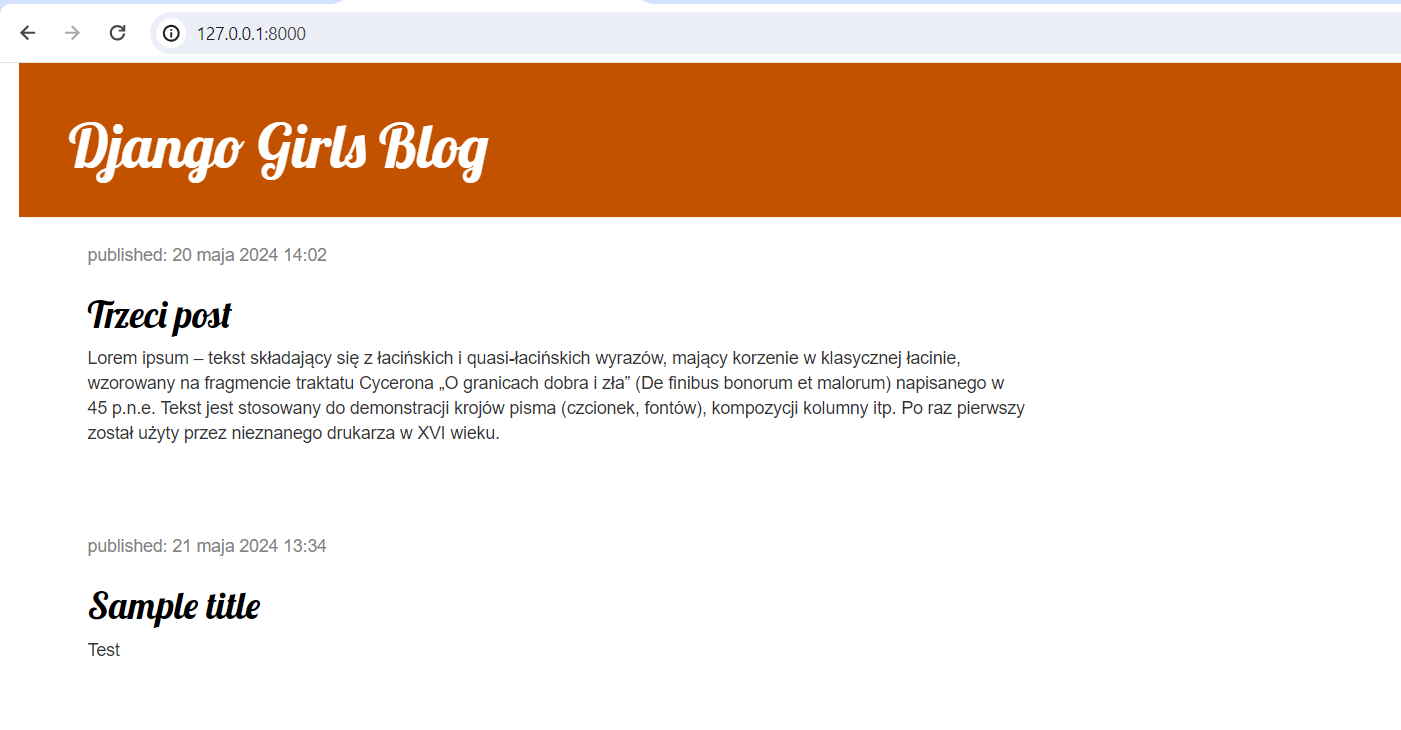 127.0.0.1:8000
Django Girls Blog
published: 20 maja 2024 14:02
Trzeci post
Lorem ipsum – tekst składający się z łacińskich i quasi-łacińskich wyrazów, mający korzenie w klasycznej łacinie,
wzorowany na fragmencie traktatu Cycerona „O granicach dobra i zła” (De finibus bonorum et malorum) napisanego w
45 p.n.e. Tekst jest stosowany do demonstracji krojów pisma (czcionek, fontów), kompozycji kolumny itp. Po raz pierwszy
został użyty przez nieznanego drukarza w XVI wieku.
published: 21 maja 2024 13:34
Sample title
Test